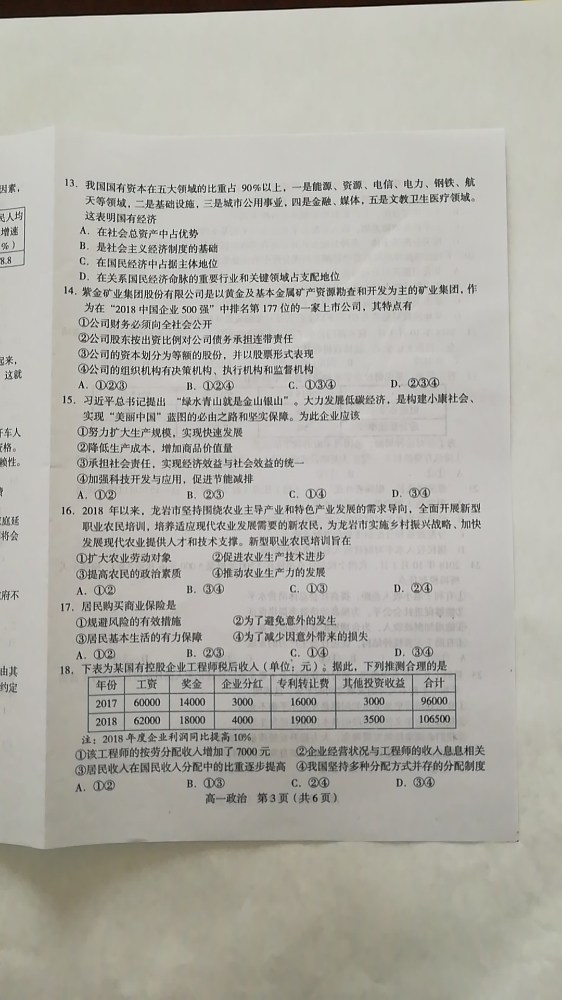 因素，
民人均
增速
%）
8.8
起来，
这就
开车人
资格。
赖性。
费
家庭延
将会
政府不
由其
约定
13. 我国国有资本在五大领域的比重占 90%以上，一是能源、资源、电信、电力、钢铁、航
天等领域，二是基础设施，三是城市公用事业，四是金融、媒体，五是文教卫生医疗领域。
这表明国有经济
A. 在社会总资产中占优势
B. 是社会主义经济制度的基础
C. 在国民经济中占据主体地位
D. 在关系国民经济命脉的重要行业和关键领域占支配地位
14. 紫金矿业集团股份有限公司是以黄金及基本金属矿产资源勘查和开发为主的矿业集团，作
为在“2018 中国企业 500 强”中排名第 177 位的一家上市公司，其特点有
①公司财务必须向全社会公开
②公司股东按出资比例对公司债务承担连带责任
③公司的资本划分为等额的股份，并以股票形式表现
④公司的组织机构有决策机构、执行机构和监督机构
A. ①②③ B. ①②④ C. ①③④ D. ②③④
15. 习近平总书记提出 “绿水青山就是金山银山”。大力发展低碳经济，是构建小康社会、
实现“美丽中国”蓝图的必由之路和坚实保障。为此企业应该
①努力扩大生产规模，实现快速发展
②降低生产成本，增加商品价值量
③承担社会责任，实现经济效益与社会效益的统一
④加强科技开发与应用，促进节能减排
A. ①② B. ②③ C. ①④ D. ③④
16. 2018 年以来，龙岩市坚持围绕农业主导产业和特色产业发展的需求导向，全面开展新型
职业农民培训，培养适应现代农业发展需要的新农民，为龙岩市实施乡村振兴战略、加快
发展现代农业提供人才和技术支撑。新型职业农民培训旨在
①扩大农业劳动对象 ②促进农业生产技术进步
③提高农民的政治素质 ④推动农业生产力的发展
A. ①② B. ③④ C. ①③ D. ②④
17. 居民购买商业保险是
①规避风险的有效措施 ②为了避免意外的发生
③居民基本生活的有力保障 ④为了减少因意外带来的损失
A. ①② B. ②③ C. ①④ D. ③④
18. 下表为某国有控股企业工程师税后收入（单位：元）。据此，下列推测合理的是
年份 工资 奖金 企业分红 专利转让费 其他投资收益 合计
2017 60000 14000 3000 16000 3000 96000
2018 62000 18000 4000 19000 3500 106500
注：2018 年度企业利润同比提高 10%
①该工程师的按劳分配收入增加了 7000 元 ②企业经营状况与工程师的收入息息相关
③居民收入在国民收入分配中的比重逐步提高 ④我国坚持多种分配方式并存的分配制度
A. ①② B. ①③ C. ②④ D. ③④
高一政治 第 3 页（共 6 页）